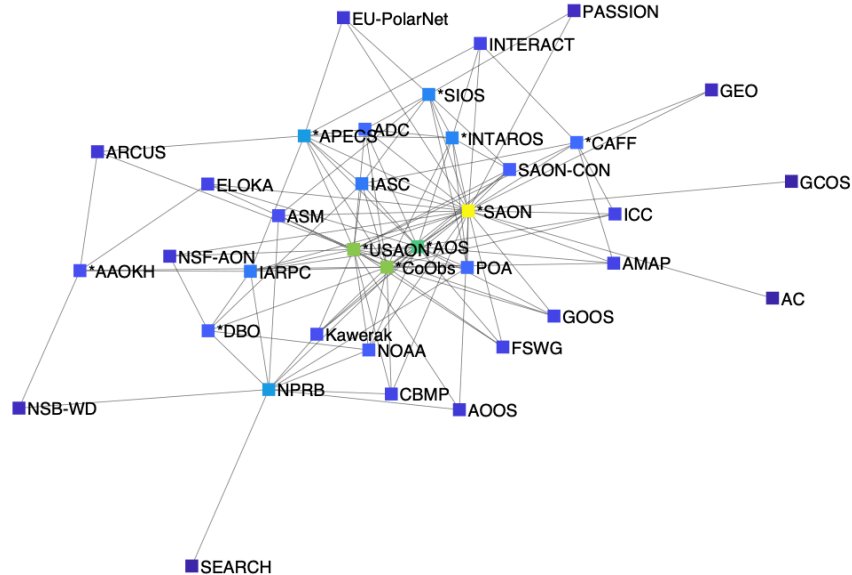 PASSION
EU-PolarNet
INTERACT
GEO
*SIOS
ADC
*APECS
*INTAROS
*CAFF
ARCUS
SAON-CON
GCOS
ELOKA
IASC
*SAON
ICC
ASM
*USAON
*AOS
NSF-AON
AMAP
*AAOKH
IARPC
*CoObs
POA
AC
GOOS
*DBO
Kawerak
FSWG
NOAA
NPRB
CBMP
NSB-WD
AOOS
SEARCH